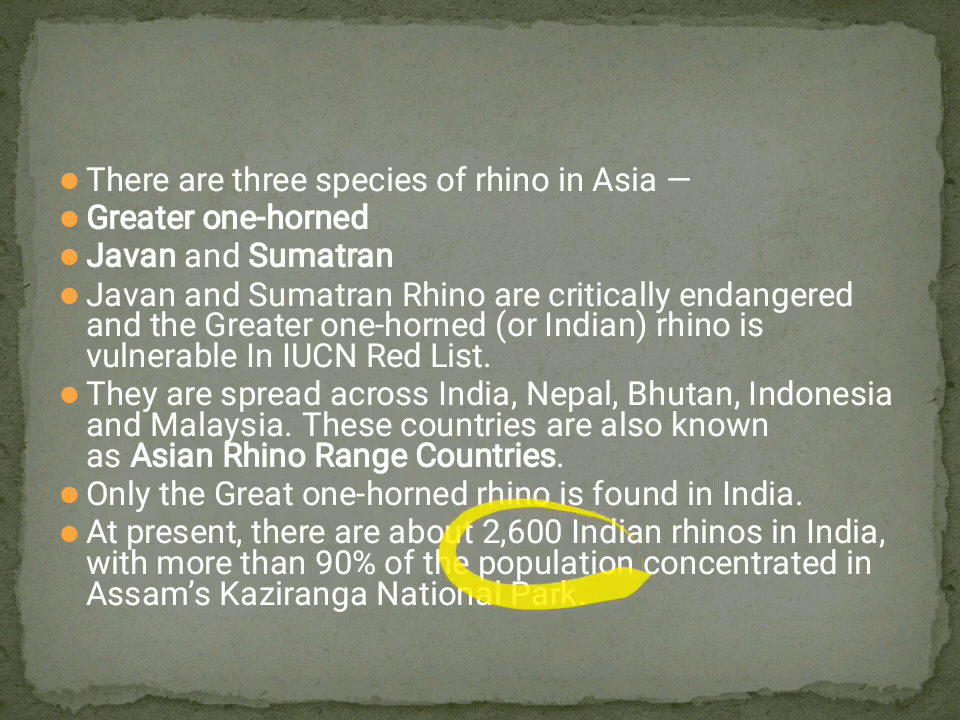 There are three species of rhino in Asia —
Greater one-horned
Javan and Sumatran
Javan and Sumatran Rhino are critically endangered
and the Greater one-horned (or Indian) rhino is
vulnerable In IUCN Red List.
They are spread across India, Nepal, Bhutan, Indonesia
and Malaysia. These countries are also known
as Asian Rhino Range Countries.
Only the Great one-horned rhino is found in India.
At present, there are about 2,600 Indian rhinos in India,
with more than 90% of the population concentrated in
Assam’s Kaziranga National Park.